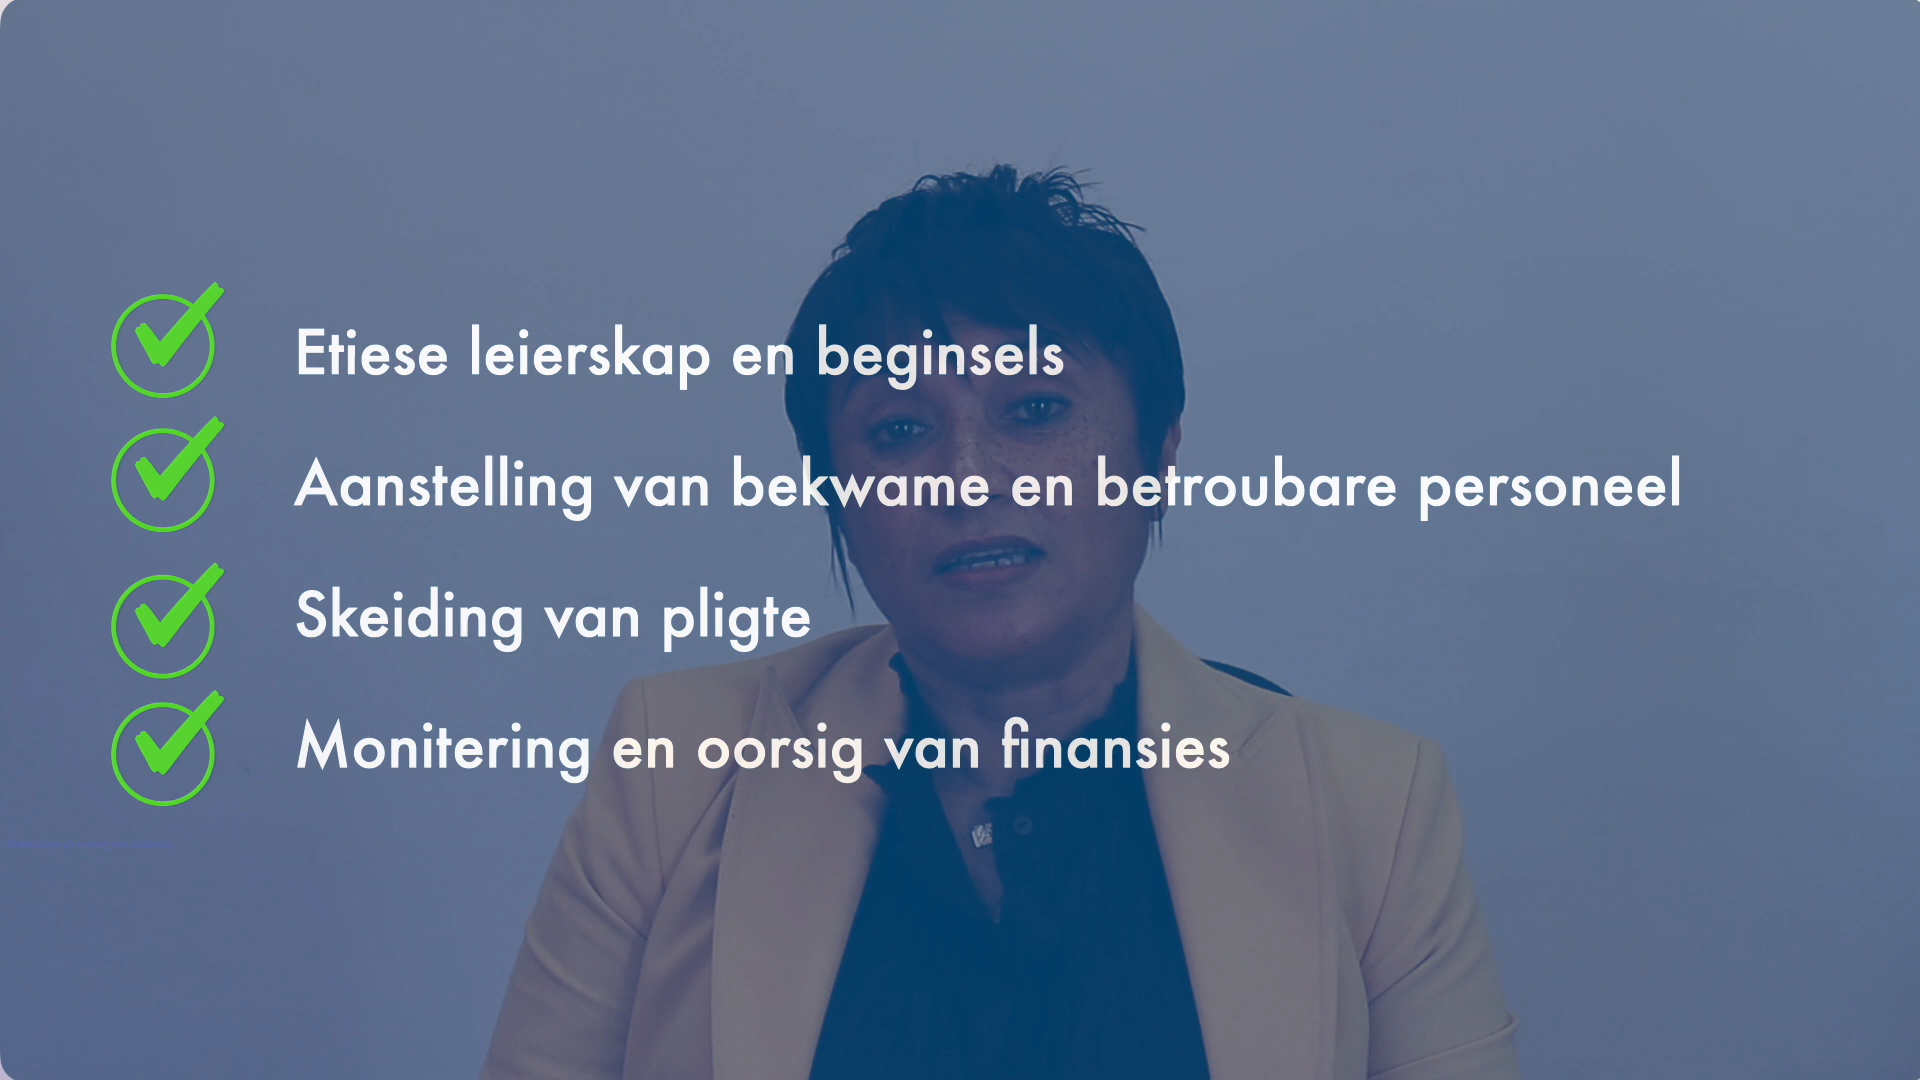 Etiese leierskap en beginsels
Aanstelling van bekwame en betroubare personeel
Skeiding van pligte
Monitering en oorsig van finansies